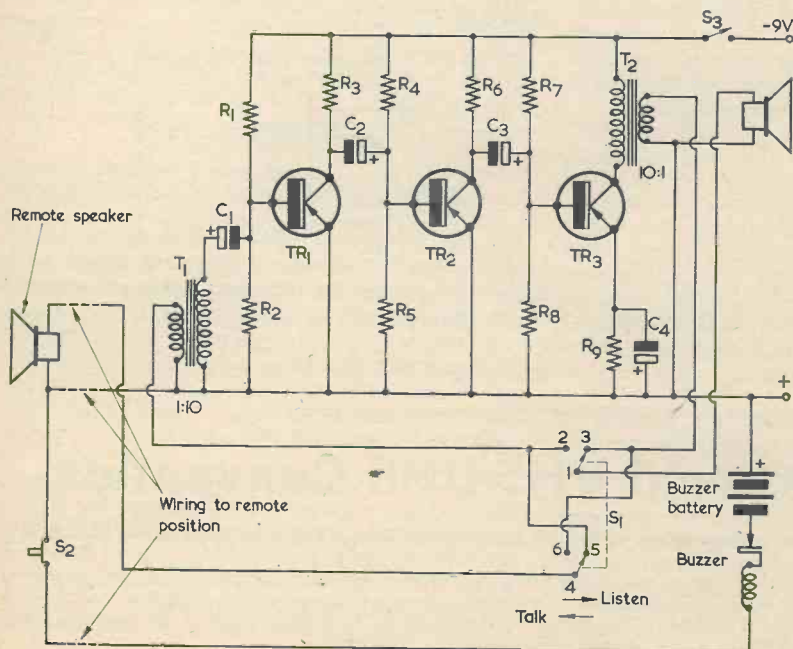 S3
-9V
T2
R3
R4
R6
R7
R1
C2
C3
10:1
Remote speaker
C1
TR1
TR2
TR3
T1
R2
R5
R8
C4
R9
1:10
+
2
3
1
Wiring to remote
position
S1
Buzzer
battery
S2
6
5
Buzzer
4
Listen
Talk